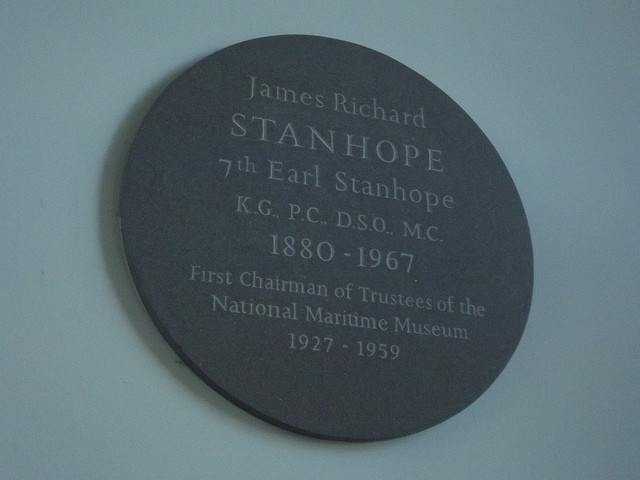 James Richard
STANHOPE
7th Earl Stanhope
K.G., P.C., D.S.O., M.C.
1880 - 1967
First Chairman of Trustees of the
National Maritime Museum
1927 - 1959